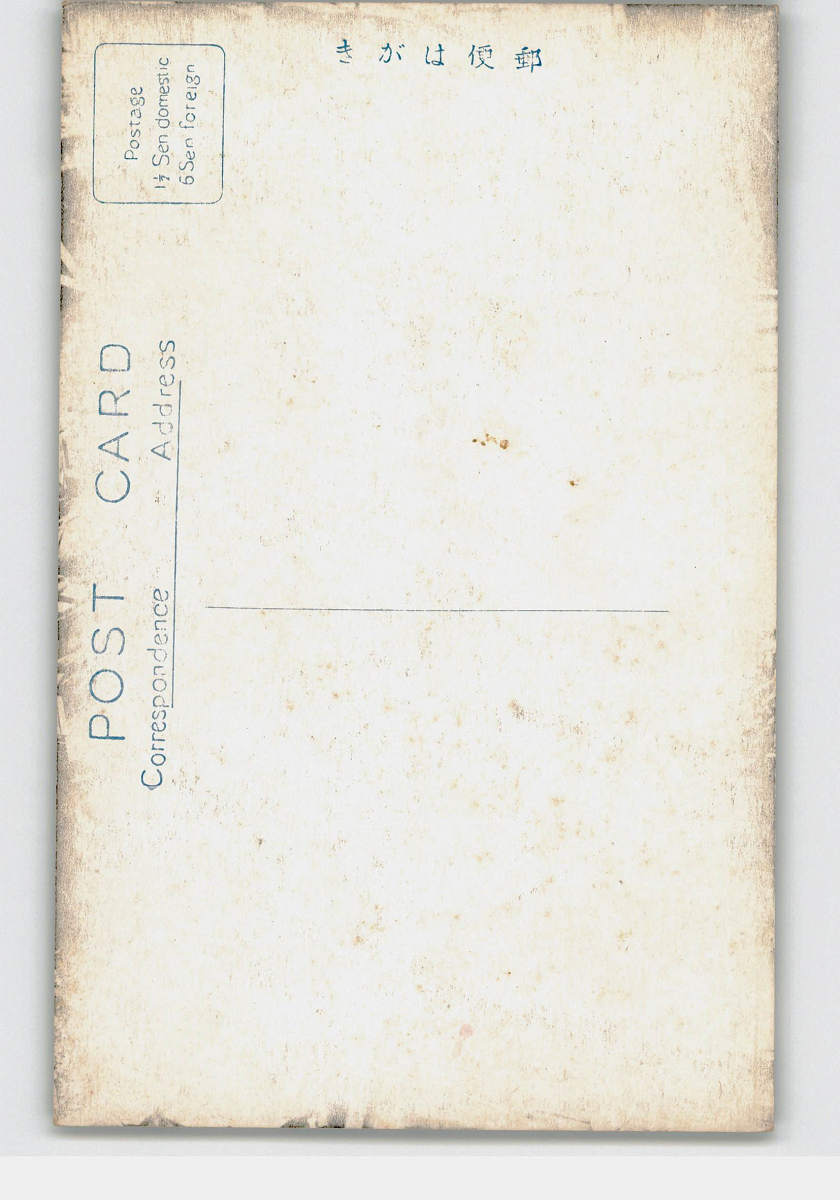 郵便はがき
Postage
1½ Sen domestic
6 Sen foreign
POST CARD
Correspondence
Address